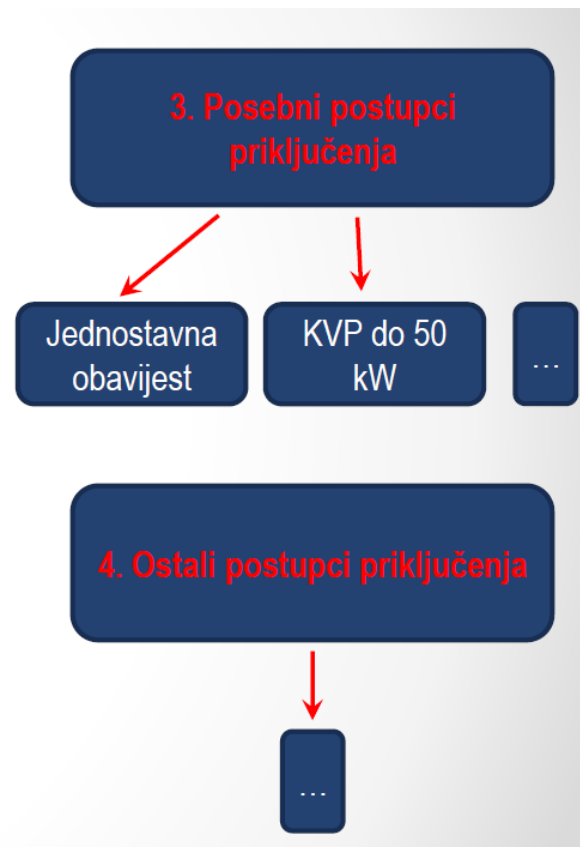 3. Posebni postupci
priključenja
Jednostavna
obavijest
KVP do 50
kW
...
4. Ostali postupci priključenja
...